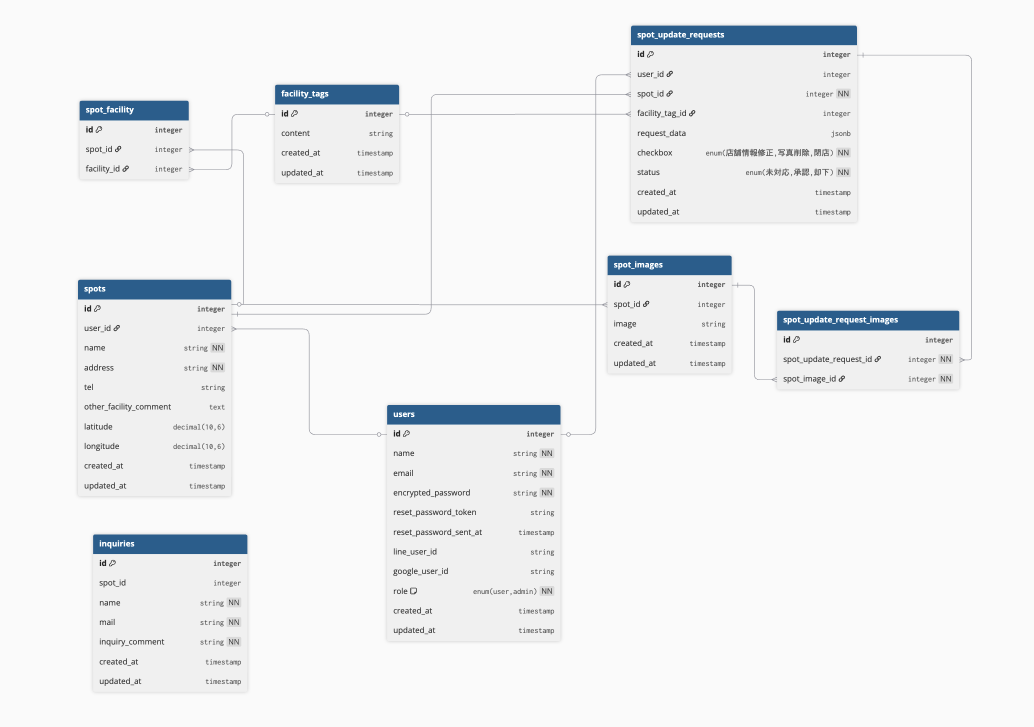 spot_facility
id integer
spot_id integer
facility_id integer
facility_tags
id integer
content string
created_at timestamp
updated_at timestamp
spot_update_requests
id integer
user_id integer
spot_id integer NN
facility_tag_id integer
request_data jsonb
checkbox enum(店舗情報修正,写真削除,閉店) NN
status enum(未対応,承認,却下) NN
created_at timestamp
updated_at timestamp
spots
id integer
user_id integer
name string NN
address string NN
tel string
other_facility_comment text
latitude decimal(10,6)
longitude decimal(10,6)
created_at timestamp
updated_at timestamp
spot_images
id integer
spot_id integer
image string
created_at timestamp
updated_at timestamp
spot_update_request_images
id integer
spot_update_request_id integer NN
spot_image_id integer NN
users
id integer
name string NN
email string NN
encrypted_password string NN
reset_password_token string
reset_password_sent_at timestamp
line_user_id string
google_user_id string
role enum(user,admin) NN
created_at timestamp
updated_at timestamp
inquiries
id integer
spot_id integer
name string NN
mail string NN
inquiry_comment string NN
created_at timestamp
updated_at timestamp